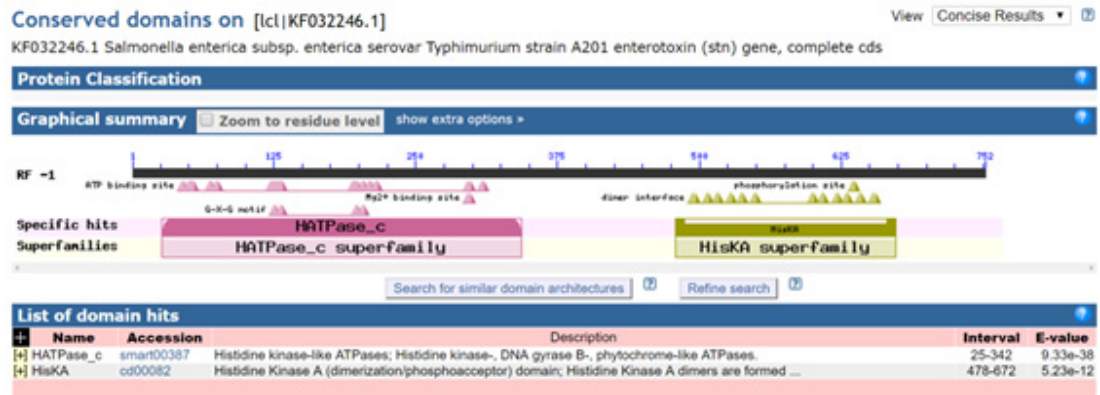 Conserved domains on [lcl|KF032246.1]
View Concise Results
KF032246.1 Salmonella enterica subsp. enterica serovar Typhimurium strain A201 enterotoxin (stn) gene, complete cds
Protein Classification
Graphical summary Zoom to residue level show extra options »
1 125 250 375 500 625 752
RF -1
ATP binding site phosphorylation site
Mg2+ binding site dimer interface
G-X-G motif
Specific hits HATPase_c HisKA
Superfamilies HATPase_c superfamily HisKA superfamily
Search for similar domain architectures ? Refine search ?
List of domain hits
+ Name Accession Description Interval E-value
[+] HATPase_c smart00387 Histidine kinase-like ATPases; Histidine kinase-, DNA gyrase B-, phytochrome-like ATPases. 25-342 9.33e-38
[+] HisKA cd00082 Histidine Kinase A (dimerization/phosphoacceptor) domain; Histidine Kinase A dimers are formed ... 478-672 5.23e-12